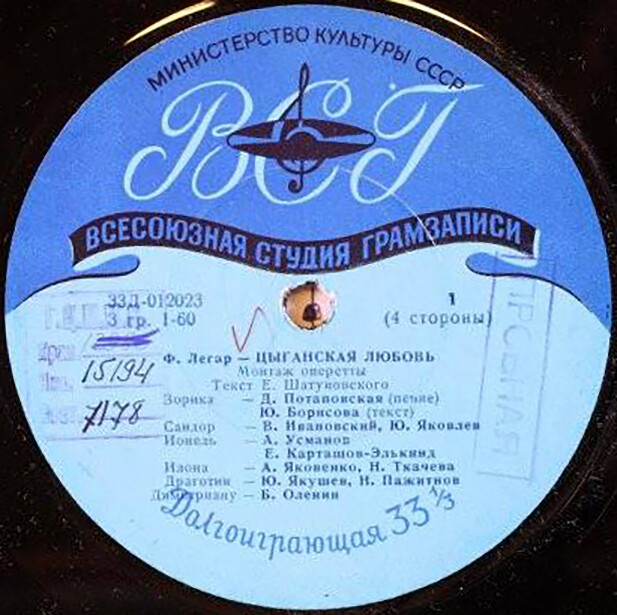 МИНИСТЕРСТВО КУЛЬТУРЫ СССР
ВСГ
ВСЕСОЮЗНАЯ СТУДИЯ ГРАМЗАПИСИ
33Д-012023
3 гр. 1-60
1
(4 стороны)
15194
7178
Ф. Легар — ЦЫГАНСКАЯ ЛЮБОВЬ
Монтаж оперетты
Текст Е. Шатуновского
Зорика — Д. Потаповская (пение)
Ю. Борисова (текст)
Сандор — В. Ивановский, Ю. Яковлев
Ионель — А. Усманов
Е. Карташов-Элькинд
Илона — А. Яковенко, Н. Ткачева
Драготин — Ю. Якушев, Н. Пажитнов
Димитриану — Б. Оленин
Долгоиграющая 33 1/3